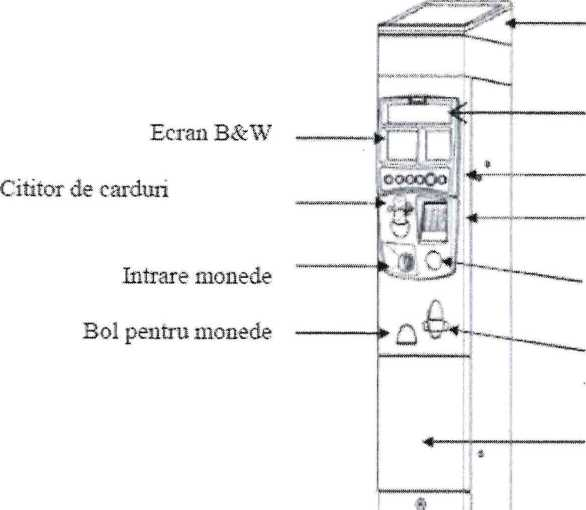 Ecran B&W
Cititor de carduri
Intrare monede
Bol pentru monede